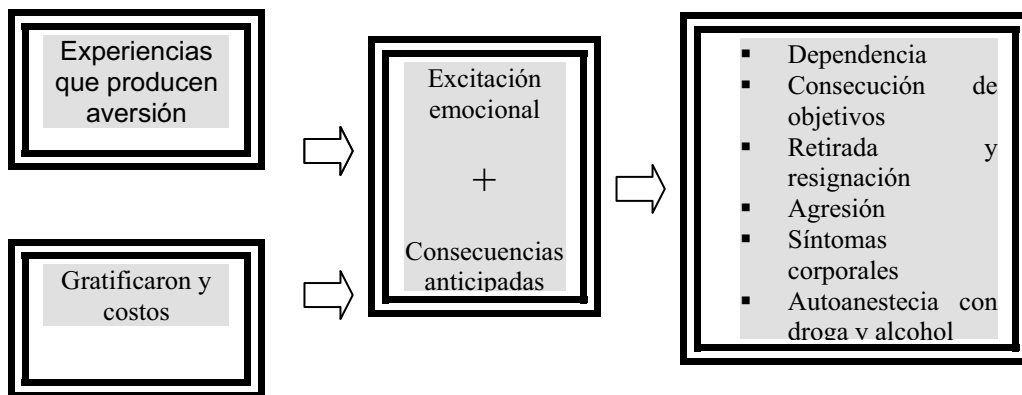 Experiencias
que producen
aversión
Gratificaron y
costos
Excitación
emocional
+
Consecuencias
anticipadas
▪ Dependencia
▪ Consecución de
objetivos
▪ Retirada y
resignación
▪ Agresión
▪ Síntomas
corporales
▪ Autoanestecia con
droga y alcohol